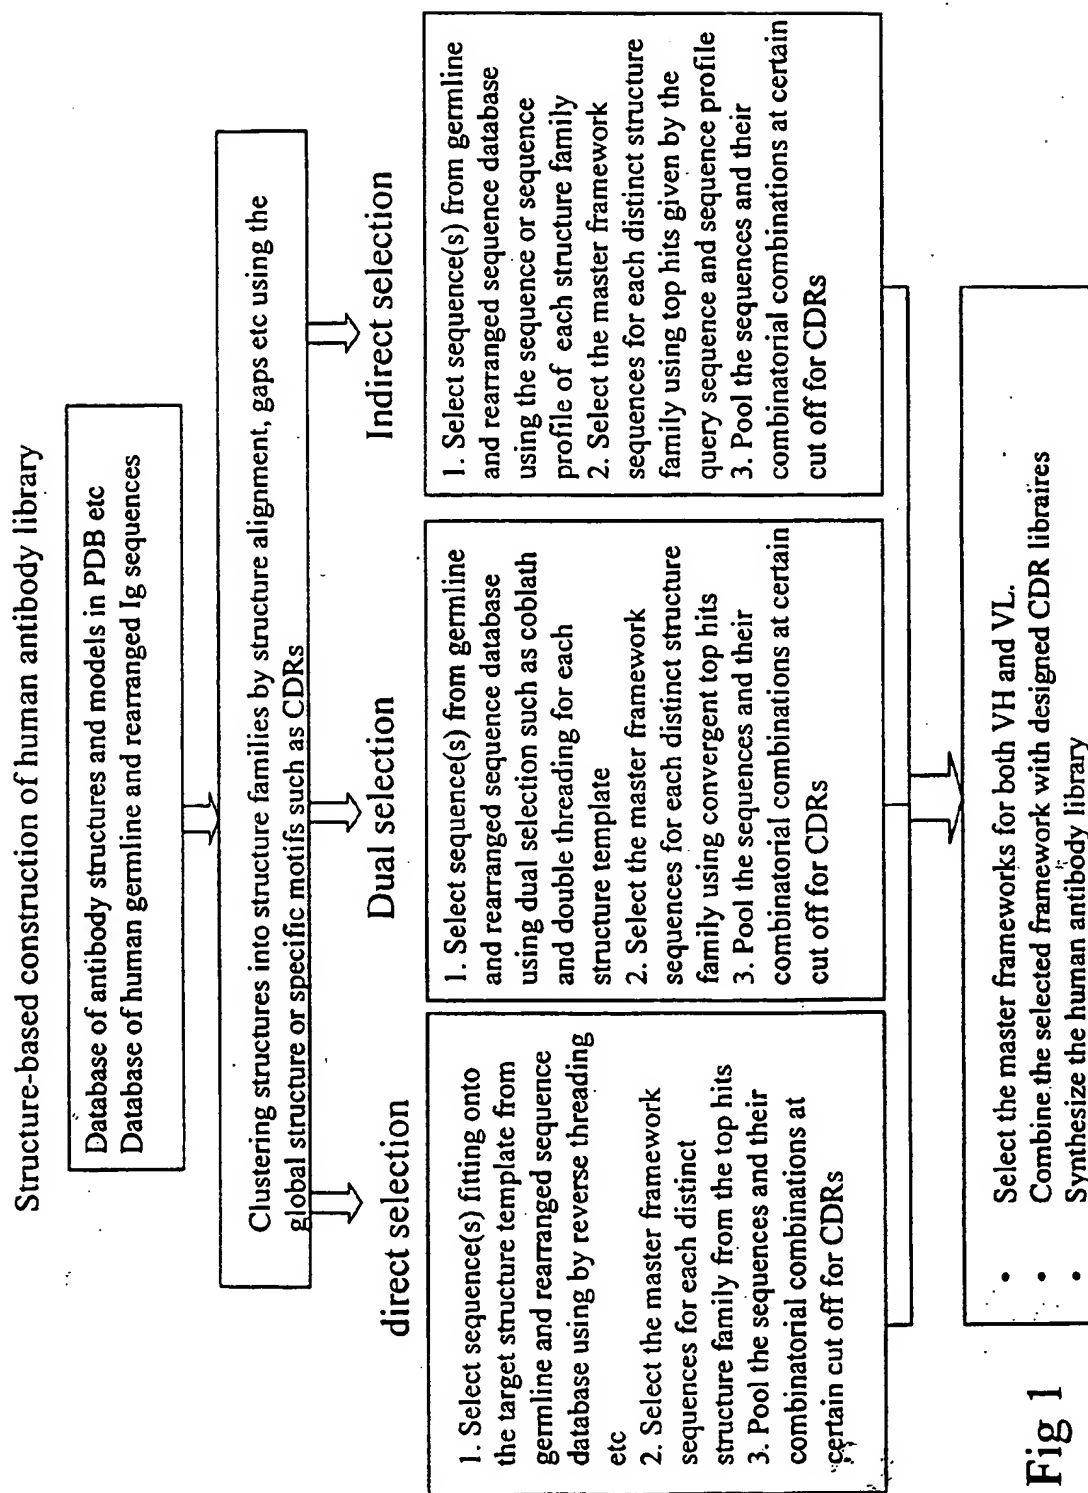 Structure-based construction of human antibody library
Database of antibody structures and models in PDB etc
Database of human germline and rearranged Ig sequences
Clustering structures into structure families by structure alignment, gaps etc using the
global structure or specific motifs such as CDRs
direct selection
1. Select sequence(s) fitting onto
the target structure template from
germline and rearranged sequence
database using by reverse threading
etc
2. Select the master framework
sequences for each distinct
structure family from the top hits
3. Pool the sequences and their
combinatorial combinations at
certain cut off for CDRs
Dual selection
1. Select sequence(s) from germline
and rearranged sequence database
using dual selection such as coblath
and double threading for each
structure template
2. Select the master framework
sequences for each distinct structure
family using convergent top hits
3. Pool the sequences and their
combinatorial combinations at certain
cut off for CDRs
Indirect selection
1. Select sequence(s) from germline
and rearranged sequence database
using the sequence or sequence
profile of each structure family
2. Select the master framework
sequences for each distinct structure
family using top hits given by the
query sequence and sequence profile
3. Pool the sequences and their
combinatorial combinations at certain
cut off for CDRs
• Select the master frameworks for both VH and VL.
• Combine the selected framework with designed CDR libraires
• Synthesize the human antibody library
Fig 1